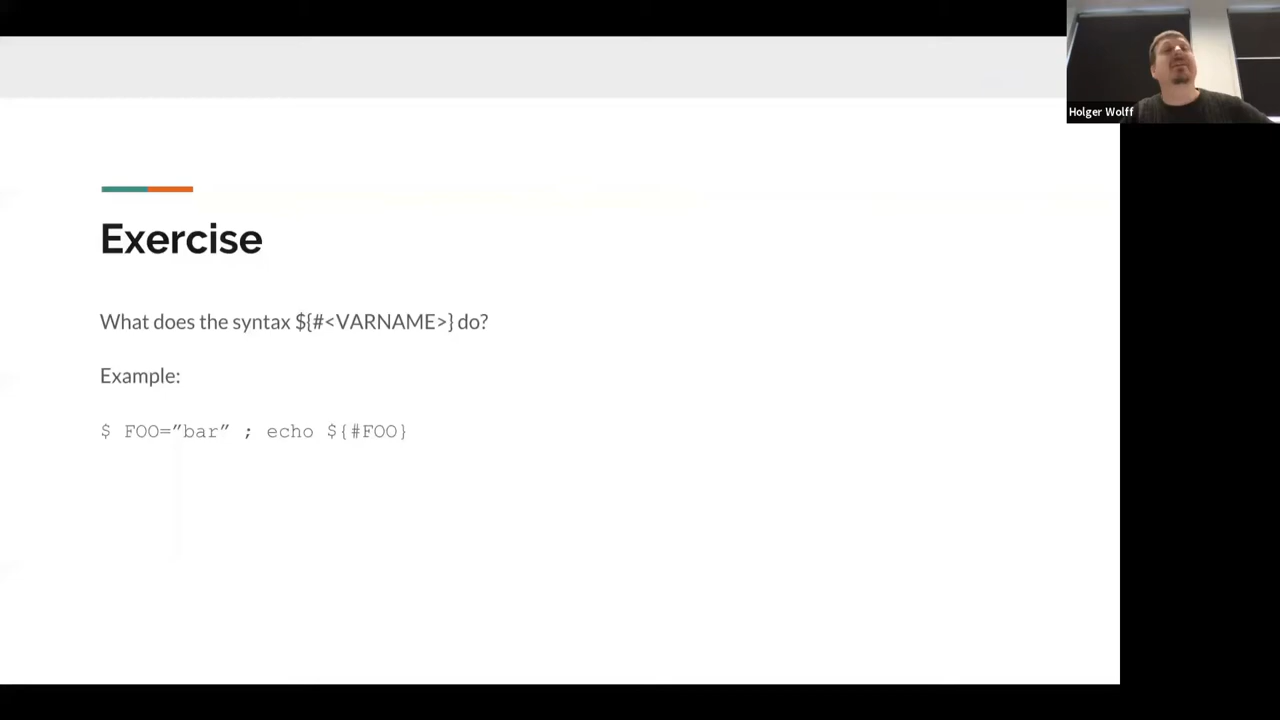 Holger Wolff
Exercise
What does the syntax ${#<VARNAME>} do?
Example:
$ FOO=”bar” ; echo ${#FOO}